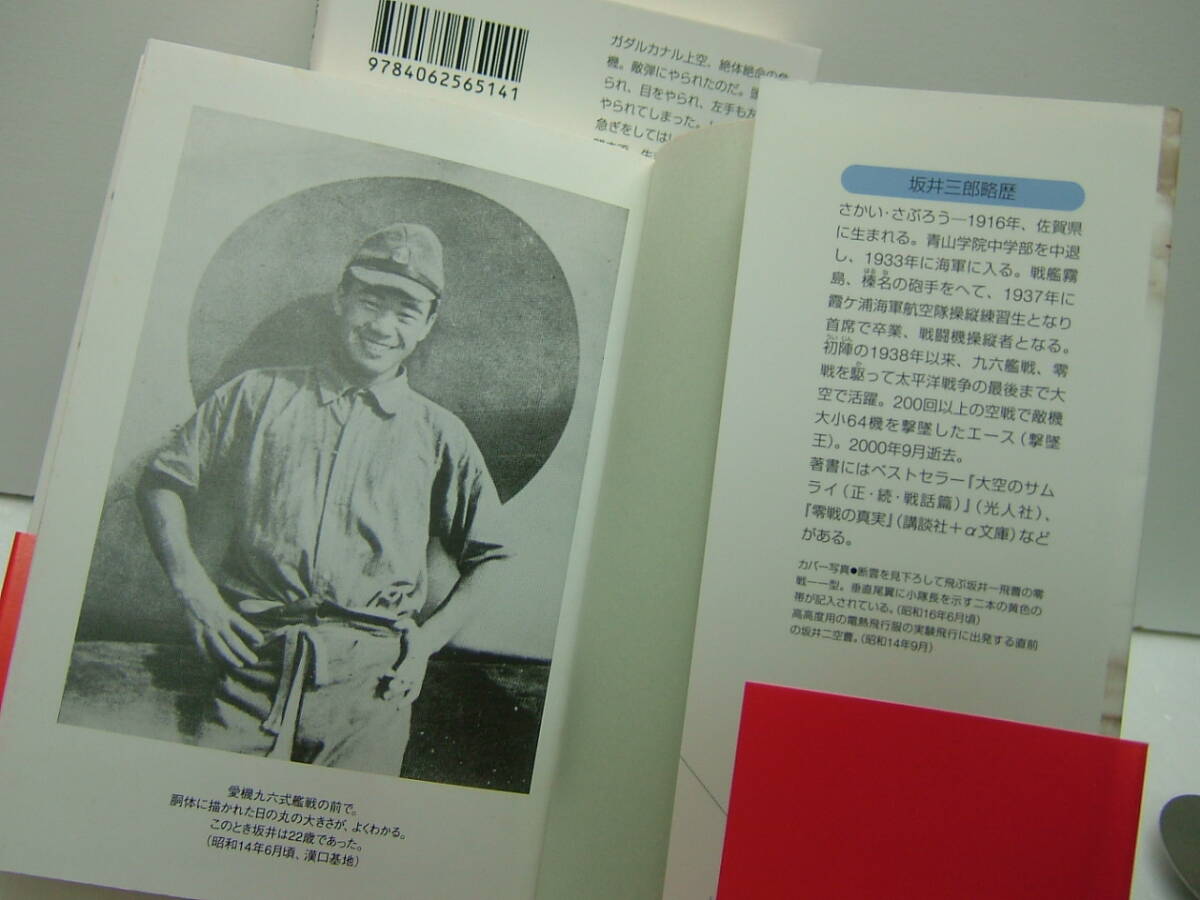 9784062565141
ガダルカナル上空、絶体絶命の
機。敵弾にやられたのだ。
られ、目をやられ、左手も左
やられてしまった。
急ぎをしてはい
坂井三郎略歴
さかい・さぶろう―1916年、佐賀県
に生まれる。青山学院中学部を中退
し、1933年に海軍に入る。戦艦霧
島、榛名の砲手をへて、1937年に
霞ケ浦海軍航空隊操縦練習生となり
首席で卒業、戦闘機操縦者となる。
初陣の1938年以来、九六艦戦、零
戦を駆って太平洋戦争の最後まで大
空で活躍。200回以上の空戦で敵機
大小64機を撃墜したエース(撃墜
王)。2000年9月逝去。
著書にはベストセラー『大空のサム
ライ(正・続・戦話篇)』(光人社)、
『零戦の真実』(講談社+α文庫)など
がある。
カバー写真●断雲を見下ろして飛ぶ坂井一飛曹の零
戦一一型。垂直尾翼に小隊長を示す二本の黄色の
帯が記入されている。(昭和16年6月頃)
高高度用の電熱飛行服の実験飛行に出発する直前
の坂井二空曹。(昭和14年9月)
愛機九六式艦戦の前で。
胴体に描かれた日の丸の大きさが、よくわかる。
このとき坂井は22歳であった。
(昭和14年6月頃、漢口基地)